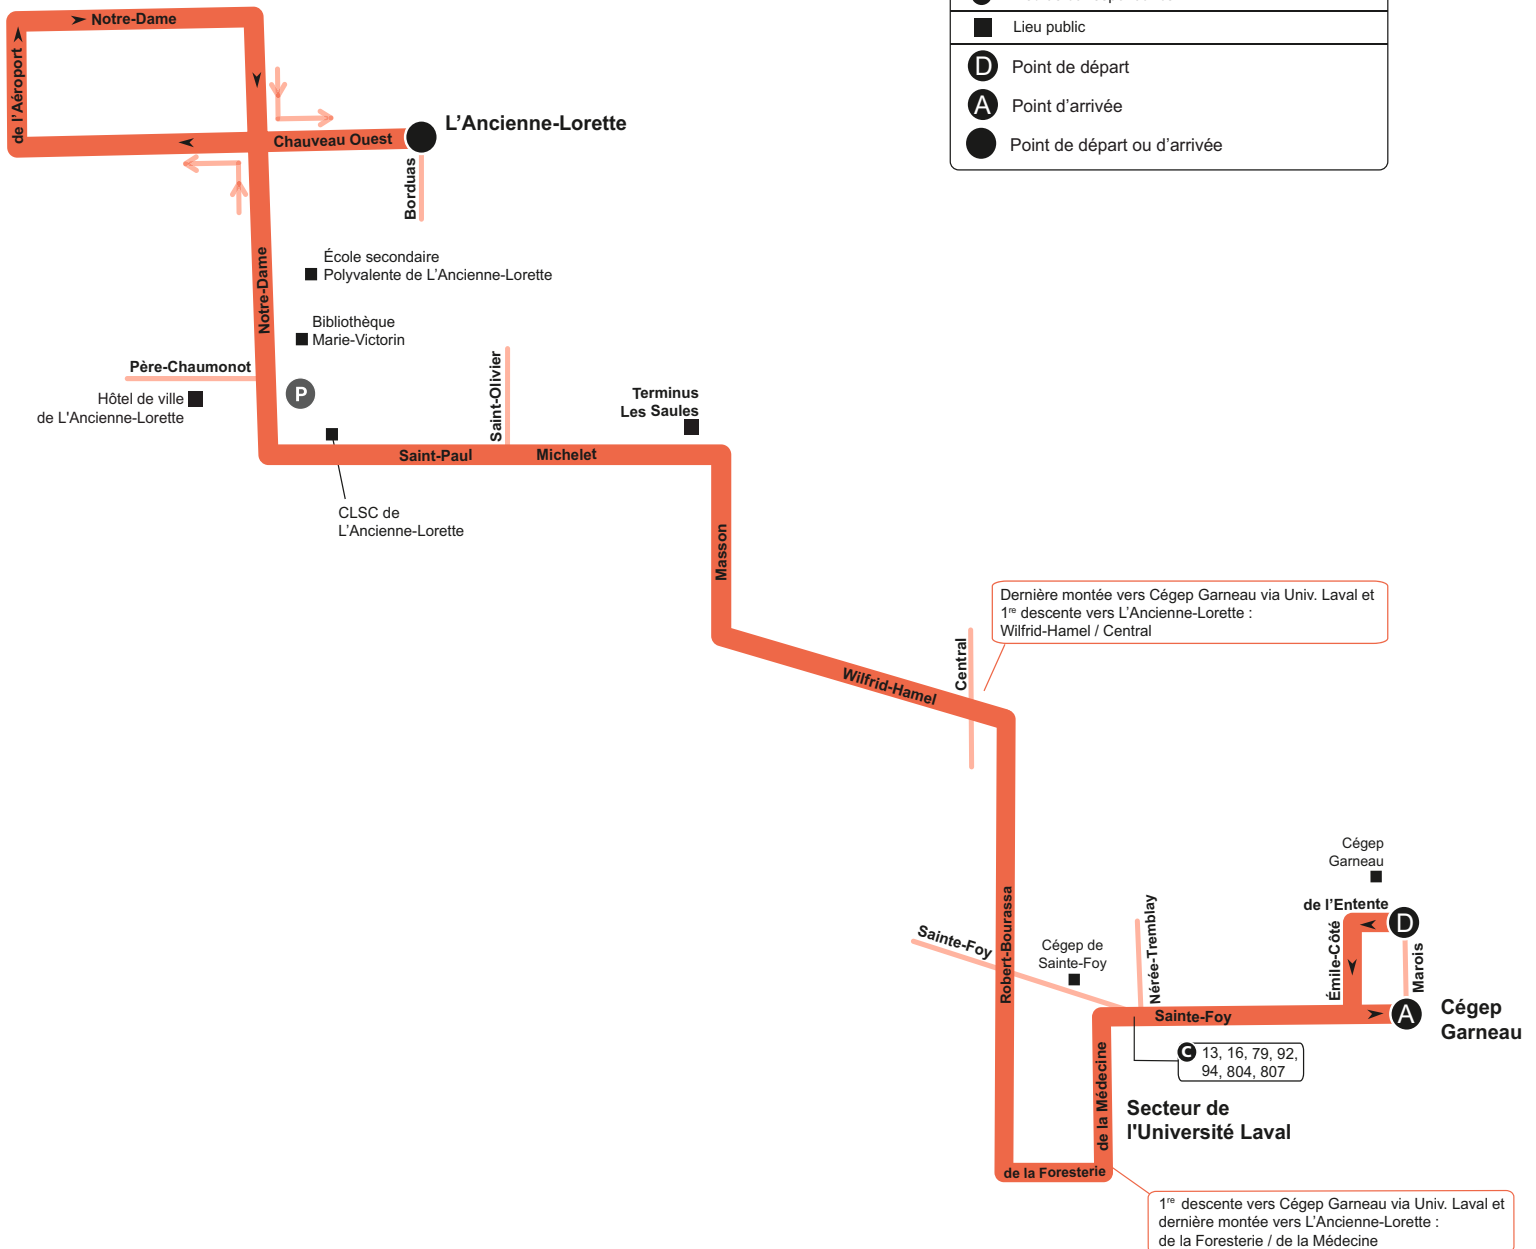 Lieu public
D Point de départ
A Point d'arrivée
Point de départ ou d'arrivée
Notre-Dame
de l'Aéroport
Chauveau Ouest
L'Ancienne-Lorette
Borduas
Notre-Dame
École secondaire
Polyvalente de L'Ancienne-Lorette
Bibliothèque
Marie-Victorin
Père-Chaumonot
P
Hôtel de ville
de L'Ancienne-Lorette
Saint-Olivier
Terminus
Les Saules
Saint-Paul
Michelet
CLSC de
L'Ancienne-Lorette
Masson
Dernière montée vers Cégep Garneau via Univ. Laval et
1re descente vers L'Ancienne-Lorette :
Wilfrid-Hamel / Central
Central
Wilfrid-Hamel
Robert-Bourassa
Sainte-Foy
Cégep de
Sainte-Foy
Nérée-Tremblay
Cégep
Garneau
de l'Entente
D
Émile-Côté
Marois
Sainte-Foy
A
Cégep
Garneau
C 13, 16, 79, 92,
94, 804, 807
de la Médecine
Secteur de
l'Université Laval
de la Foresterie
1re descente vers Cégep Garneau via Univ. Laval et
dernière montée vers L'Ancienne-Lorette :
de la Foresterie / de la Médecine